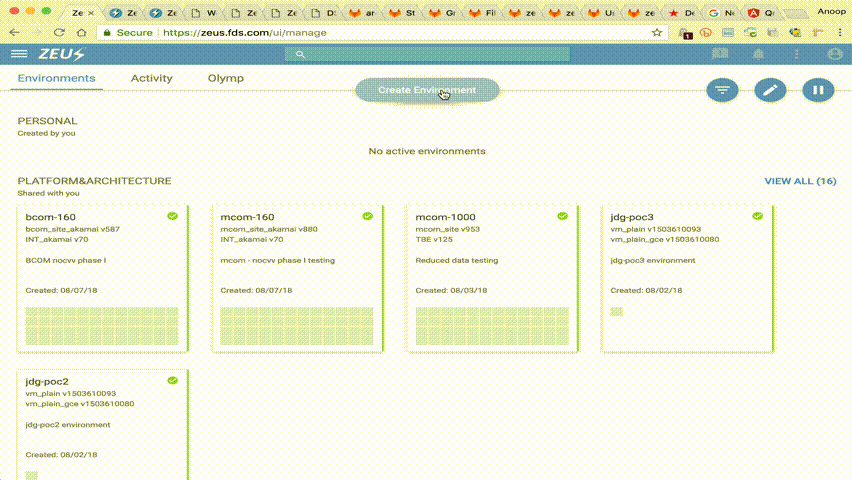 Ze
Ze
Ze
W
Ze
Ze
D:
ar
St
Gr
Fil
ze
ze
Us
ze
De
Ne
Qu
Anoop
Secure
https://zeus.fds.com/ui/manage
1
ZEUS
Environments
Activity
Olymp
Create Environment
PERSONAL
Created by you
No active environments
PLATFORM&ARCHITECTURE
VIEW ALL (16)
Shared with you
bcom-160
bcom_site_akamai v587
INT_akamai v70
BCOM nocvv phase I
Created: 08/07/18
mcom-160
mcom_site_akamai v880
INT_akamai v70
mcom - nocvv phase I testing
Created: 08/07/18
mcom-1000
mcom_site v953
TBE v125
Reduced data testing
Created: 08/03/18
jdg-poc3
vm_plain v1503610093
vm_plain_gce v1503610080
jdg-poc3 environment
Created: 08/02/18
jdg-poc2
vm_plain v1503610093
vm_plain_gce v1503610080
jdg-poc2 environment
Created: 08/02/18